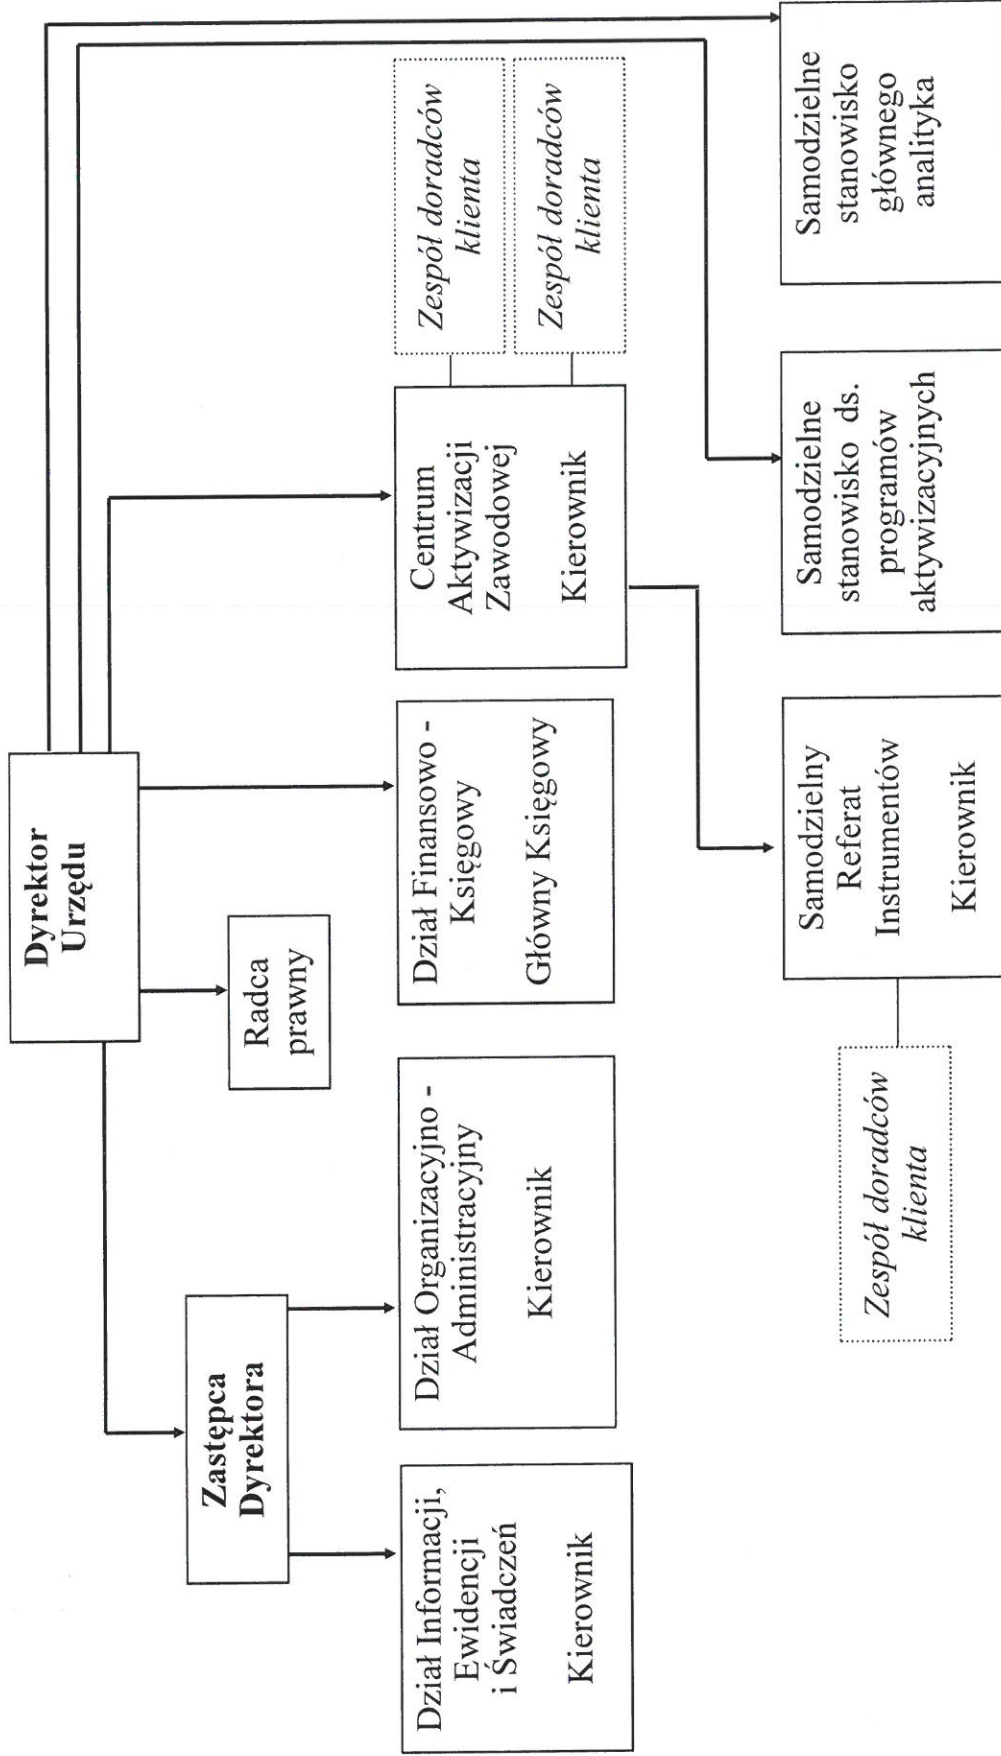 Dyrektor
Urzędu
Zastępca
Dyrektora
Radca
prawny
Dział Informacji,
Ewidencji
i Świadczeń
Kierownik
Dział Organizacyjno -
Administracyjny
Kierownik
Dział Finansowo -
Księgowy
Główny Księgowy
Centrum
Aktywizacji
Zawodowej
Kierownik
Zespół doradców
klienta
Zespół doradców
klienta
Zespół doradców
klienta
Samodzielny
Referat
Instrumentów
Kierownik
Samodzielne
stanowisko ds.
programów
aktywizacyjnych
Samodzielne
stanowisko
głównego
analityka